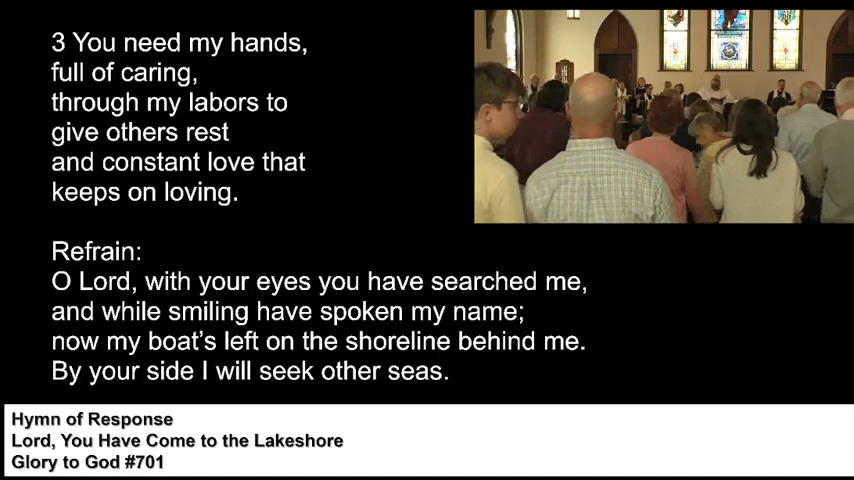 3 You need my hands,
full of caring,
through my labors to
give others rest
and constant love that
keeps on loving.
Refrain:
O Lord, with your eyes you have searched me,
and while smiling have spoken my name;
now my boat's left on the shoreline behind me.
By your side I will seek other seas.
Hymn of Response
Lord, You Have Come to the Lakeshore
Glory to God #701